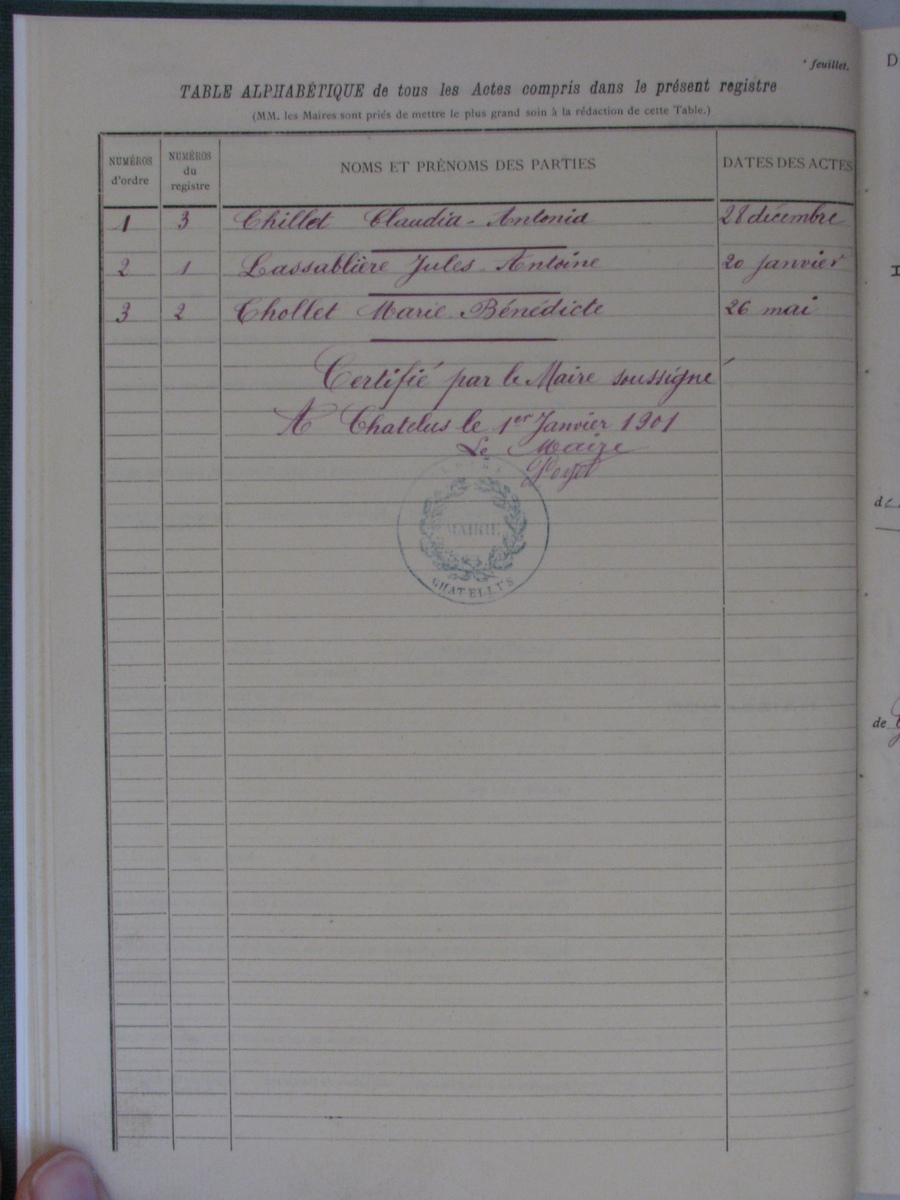 feuillet.
TABLE ALPHABÉTIQUE de tous les Actes compris dans le présent registre
(MM. les Maires sont priés de mettre le plus grand soin à la rédaction de cette Table.)
NUMÉROS d'ordre NUMÉROS du registre NOMS ET PRÉNOMS DES PARTIES DATES DES ACTES
1 3 Chillet Claudia-Antonia 28 décembre
2 1 Lassablière Jules-Antoine 20 janvier
3 2 Chollet Marie-Bénédicte 26 mai
Certifié par le Maire soussigné
A Chatelus le 1er Janvier 1901
Le Maire
MAIRIE
CHATELUS
D
de